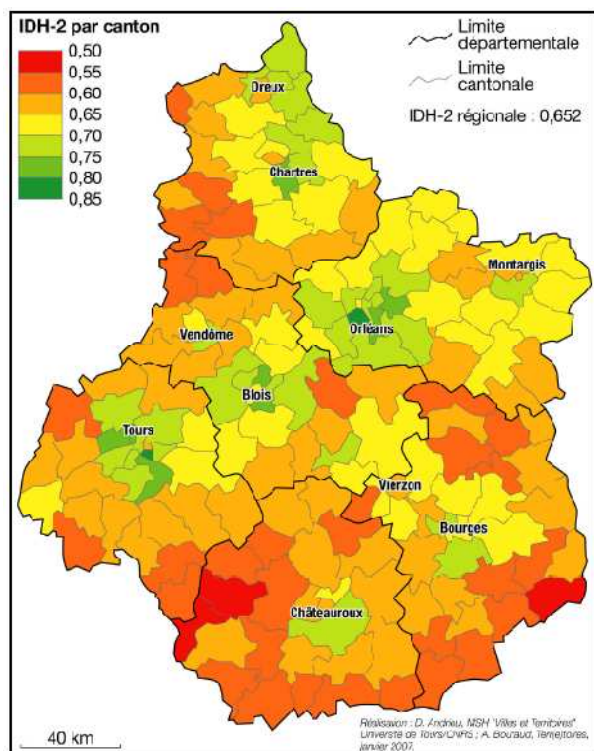 IDH-2 par canton
0,50
0,55
0,60
0,65
0,70
0,75
0,80
0,85
Limite
départementale
Limite
cantonale
IDH-2 régionale : 0,652
Dreux
Chartres
Montargis
Orléans
Vendôme
Blois
Tours
Vierzon
Bourges
Châteauroux
40 km
Réalisation : D. Andrieu, MSH "Villes et Territoires"
Université de Tours/CNRS ; A. Bouraud,
janvier 2007.